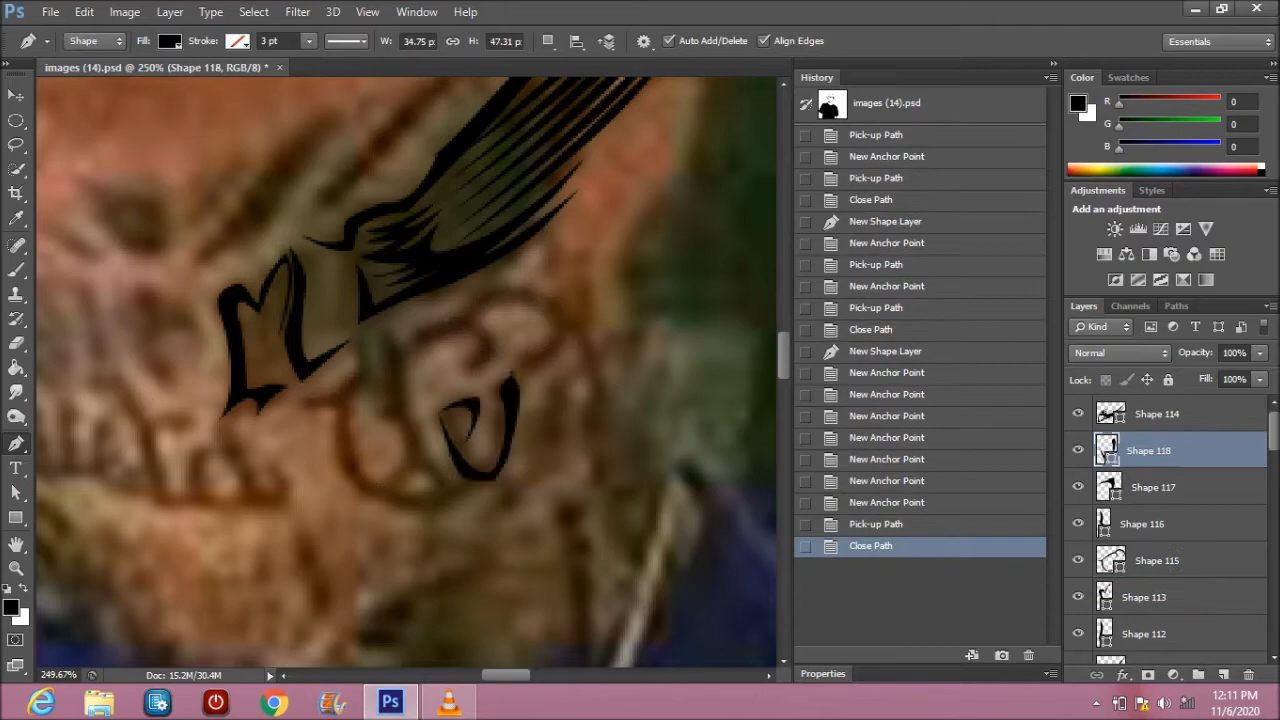 Ps File Edit Image Layer Type Select Filter 3D View Window Help
Shape Fill: Stroke: 3 pt W: 34.75 p H: 47.31 p Auto Add/Delete Align Edges Essentials
images (14).psd @ 250% (Shape 118, RGB/8) * ×
History
images (14).psd
Pick-up Path
New Anchor Point
Pick-up Path
Close Path
New Shape Layer
New Anchor Point
Pick-up Path
New Anchor Point
Pick-up Path
Close Path
New Shape Layer
New Anchor Point
New Anchor Point
New Anchor Point
New Anchor Point
New Anchor Point
New Anchor Point
New Anchor Point
Pick-up Path
Close Path
Properties
Color Swatches
R 0
G 0
B 0
Adjustments Styles
Add an adjustment
Layers Channels Paths
Kind
Normal Opacity: 100%
Lock: Fill: 100%
Shape 114
Shape 118
Shape 117
Shape 116
Shape 115
Shape 113
Shape 112
249.67% Doc: 15.2M/30.4M
Ps
12:11 PM
11/6/2020